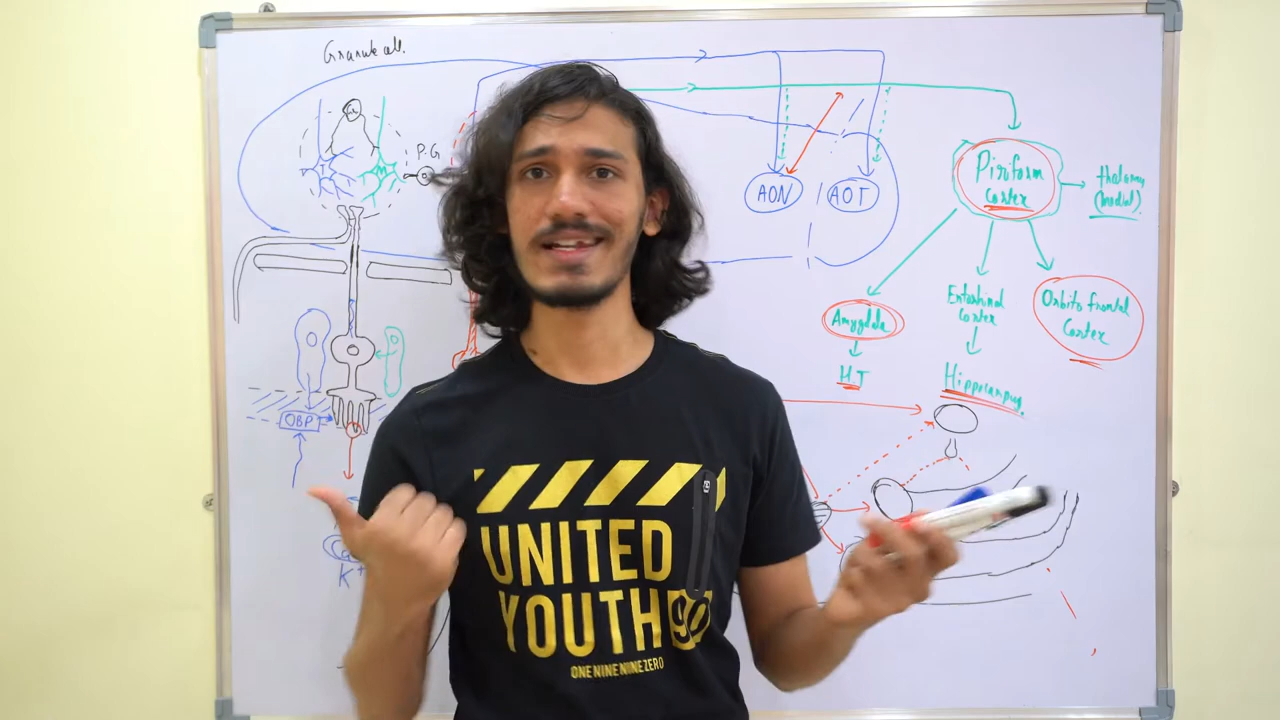 Granule cell.
P.G
M
AON
AOT
Piriform
Cortex
thalamus
(medial).
Amygdala
H.T
Entorhinal
Cortex
Hippocampus
Orbito frontal
Cortex
OBP
K+
UNITED
YOUTH 90
ONE NINE NINE ZERO